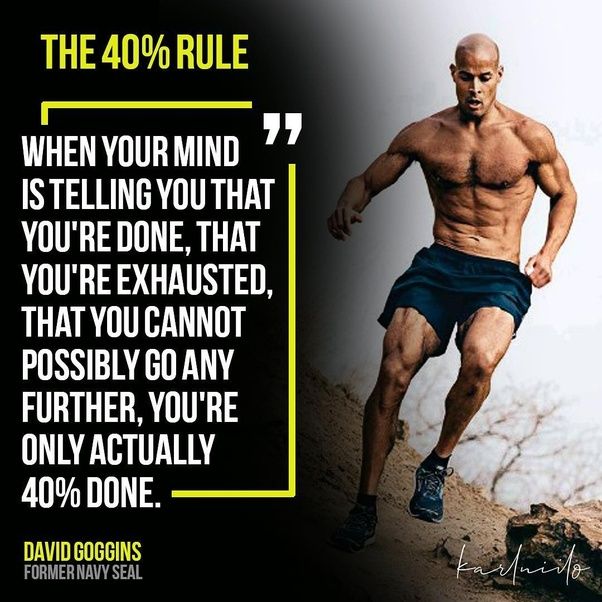 THE 40% RULE
”
WHEN YOUR MIND
IS TELLING YOU THAT
YOU'RE DONE, THAT
YOU'RE EXHAUSTED,
THAT YOU CANNOT
POSSIBLY GO ANY
FURTHER, YOU'RE
ONLY ACTUALLY
40% DONE.
DAVID GOGGINS
FORMER NAVY SEAL